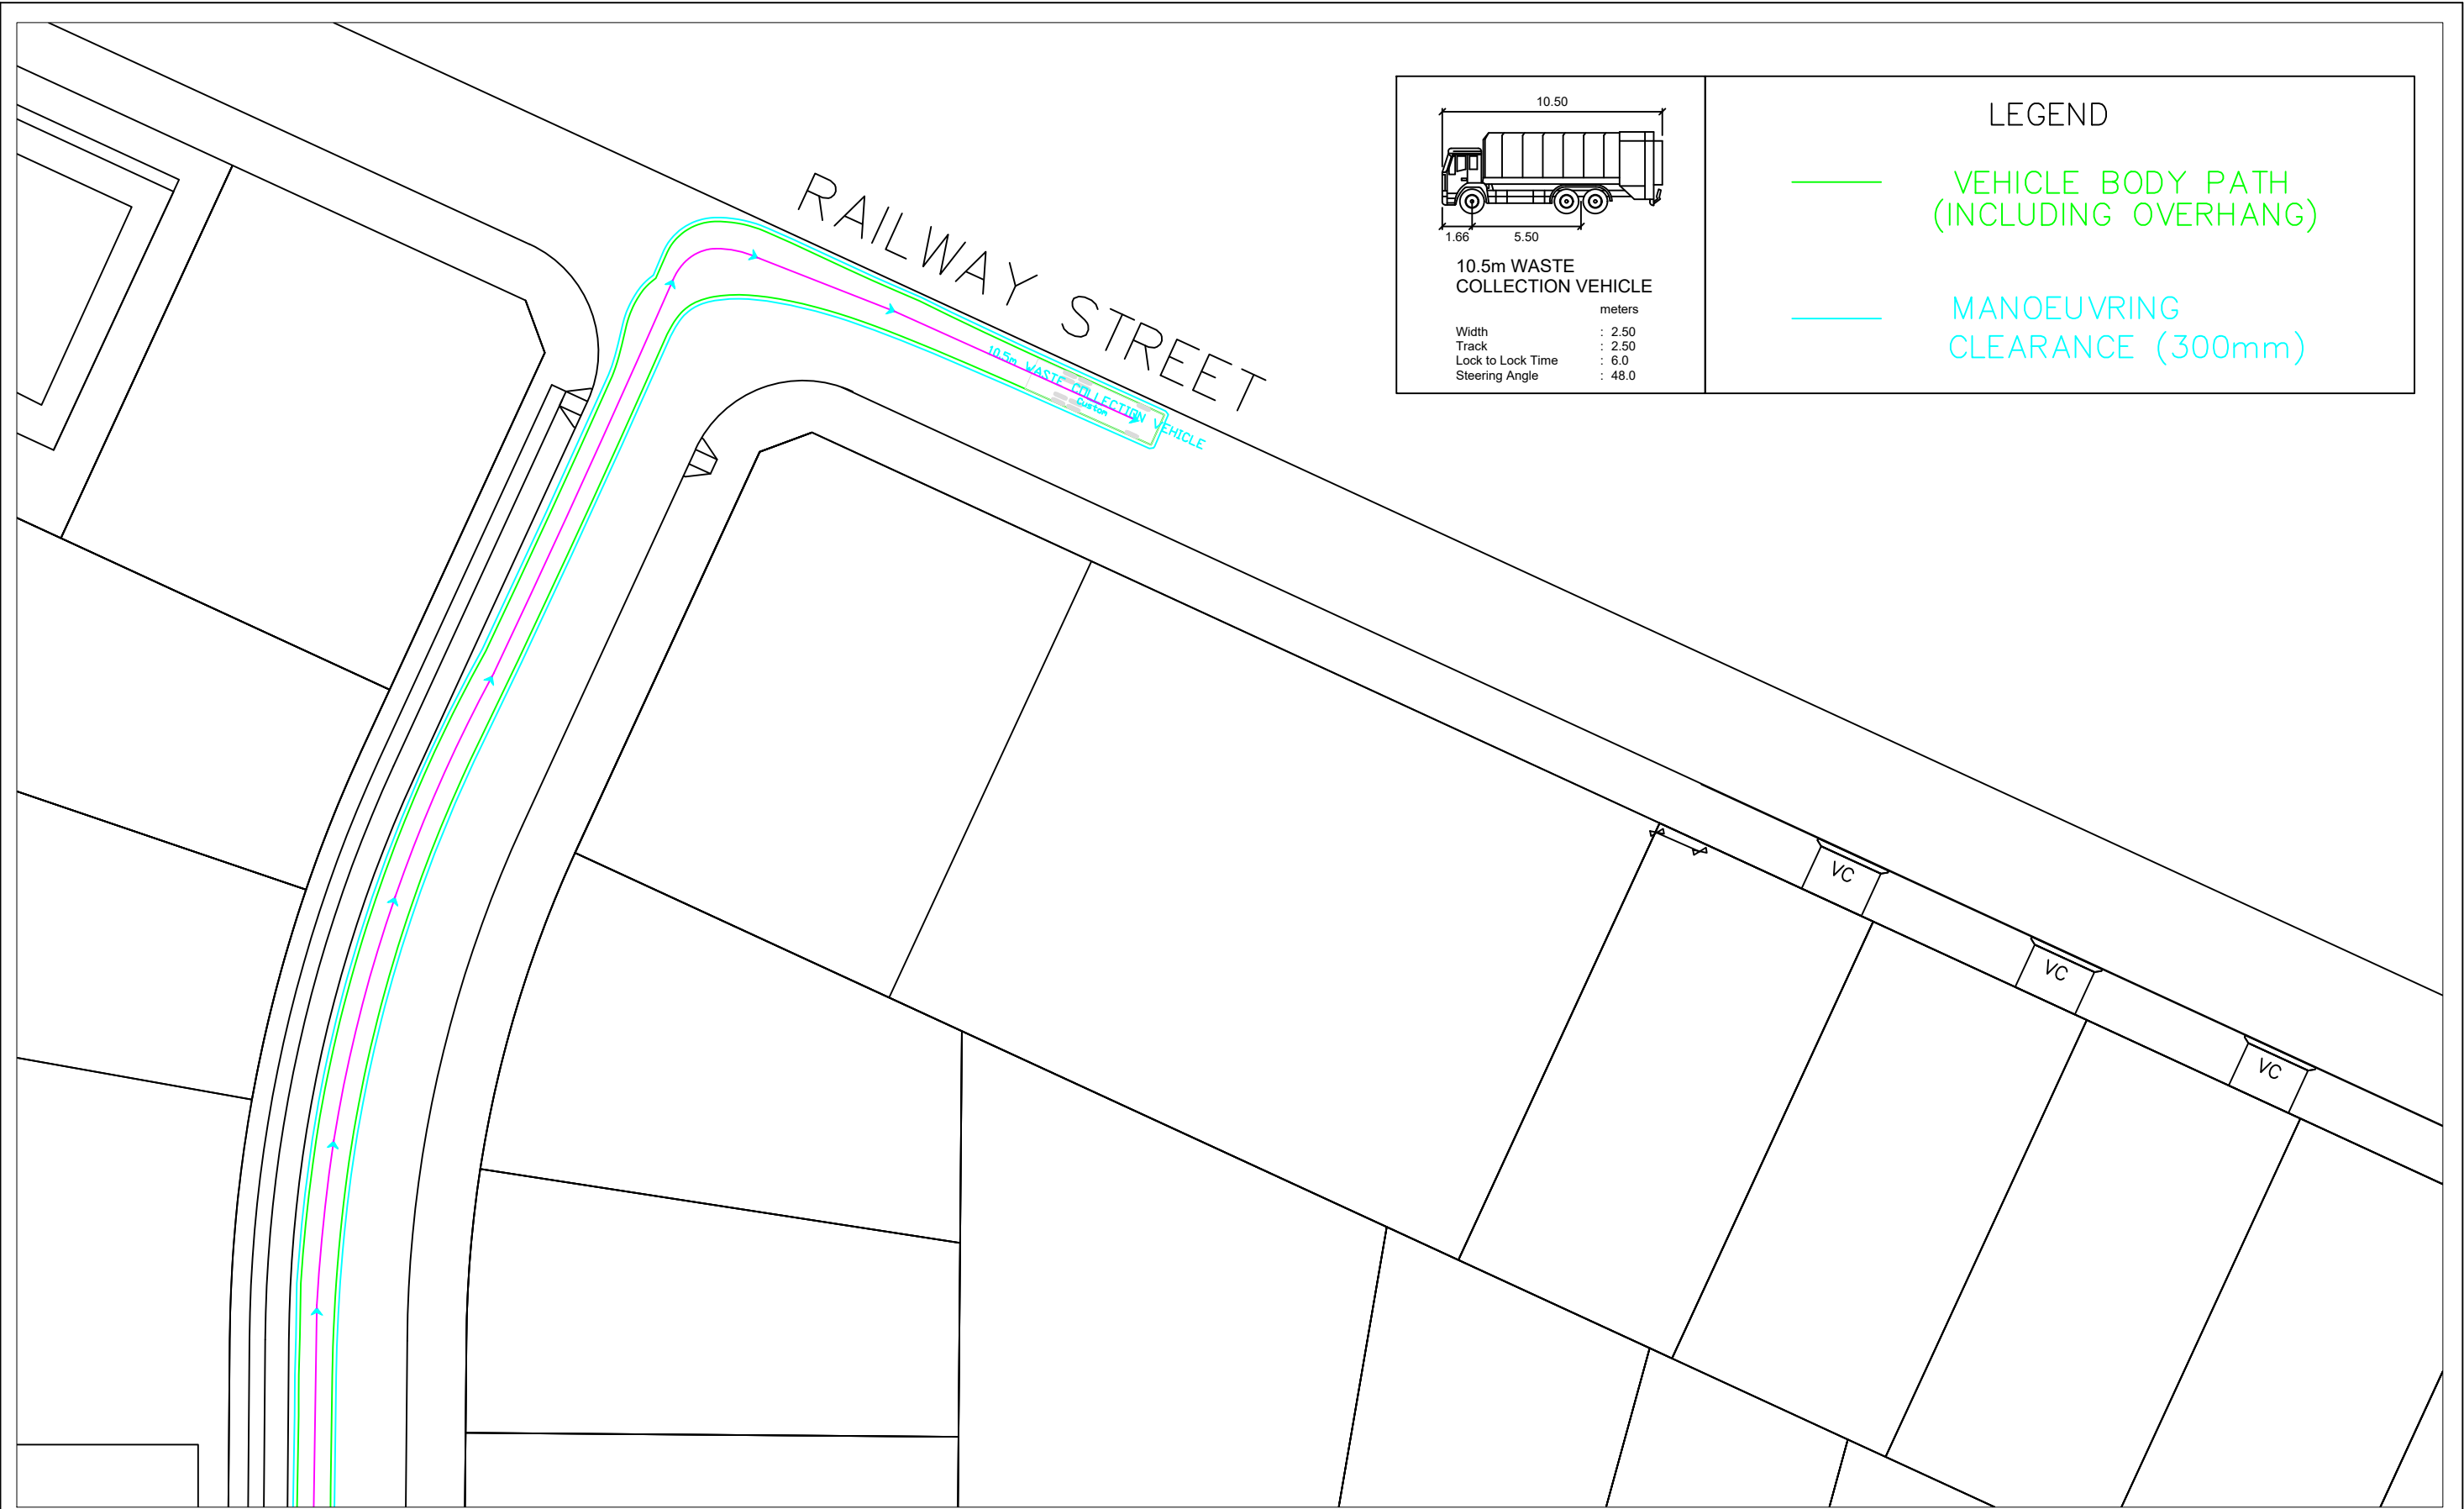 RAILWAY STREET
10.5m WASTE COLLECTION VEHICLE
Custom
10.50
1.66
5.50
10.5m WASTE
COLLECTION VEHICLE
meters
Width : 2.50
Track : 2.50
Lock to Lock Time : 6.0
Steering Angle : 48.0
LEGEND
VEHICLE BODY PATH
(INCLUDING OVERHANG)
MANOEUVRING
CLEARANCE (300mm)
VC
VC
VC